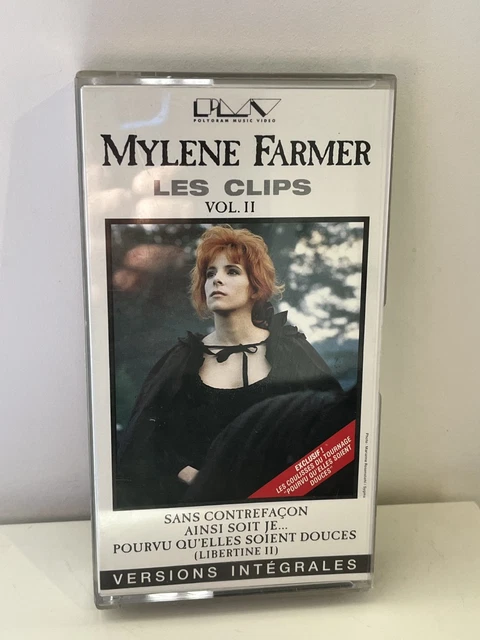 PMV
POLYGRAM MUSIC VIDEO
MYLENE FARMER
LES CLIPS
VOL. II
EXCLUSIF !
LES COULISSES DU TOURNAGE
"POURVU QU'ELLES SOIENT
DOUCES"
SANS CONTREFAÇON
AINSI SOIT JE...
POURVU QU'ELLES SOIENT DOUCES
(LIBERTINE II)
VERSIONS INTÉGRALES